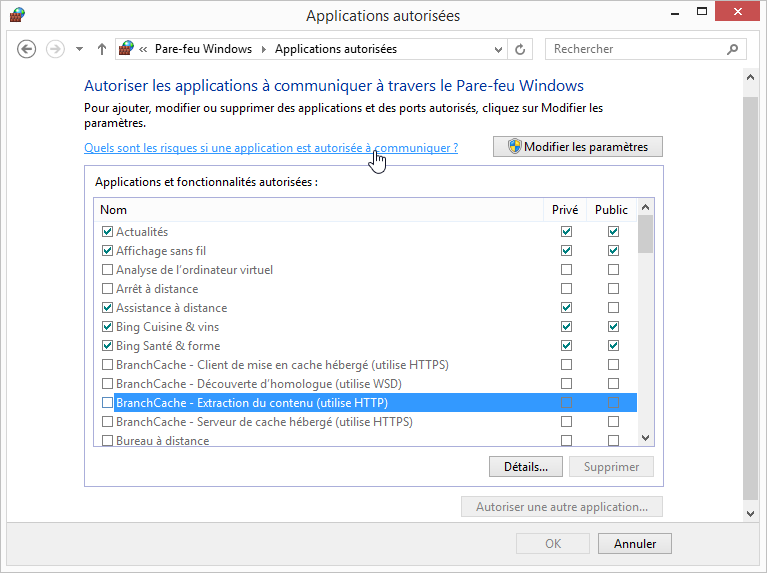 Applications autorisées
« Pare-feu Windows Applications autorisées
Rechercher
Autoriser les applications à communiquer à travers le Pare-feu Windows
Pour ajouter, modifier ou supprimer des applications et des ports autorisés, cliquez sur Modifier les
paramètres.
Quels sont les risques si une application est autorisée à communiquer ?
Modifier les paramètres
Applications et fonctionnalités autorisées :
Nom Privé Public
Actualités
Affichage sans fil
Analyse de l'ordinateur virtuel
Arrêt à distance
Assistance à distance
Bing Cuisine & vins
Bing Santé & forme
BranchCache - Client de mise en cache hébergé (utilise HTTPS)
BranchCache - Découverte d'homologue (utilise WSD)
BranchCache - Extraction du contenu (utilise HTTP)
BranchCache - Serveur de cache hébergé (utilise HTTPS)
Bureau à distance
Détails... Supprimer
Autoriser une autre application...
OK Annuler